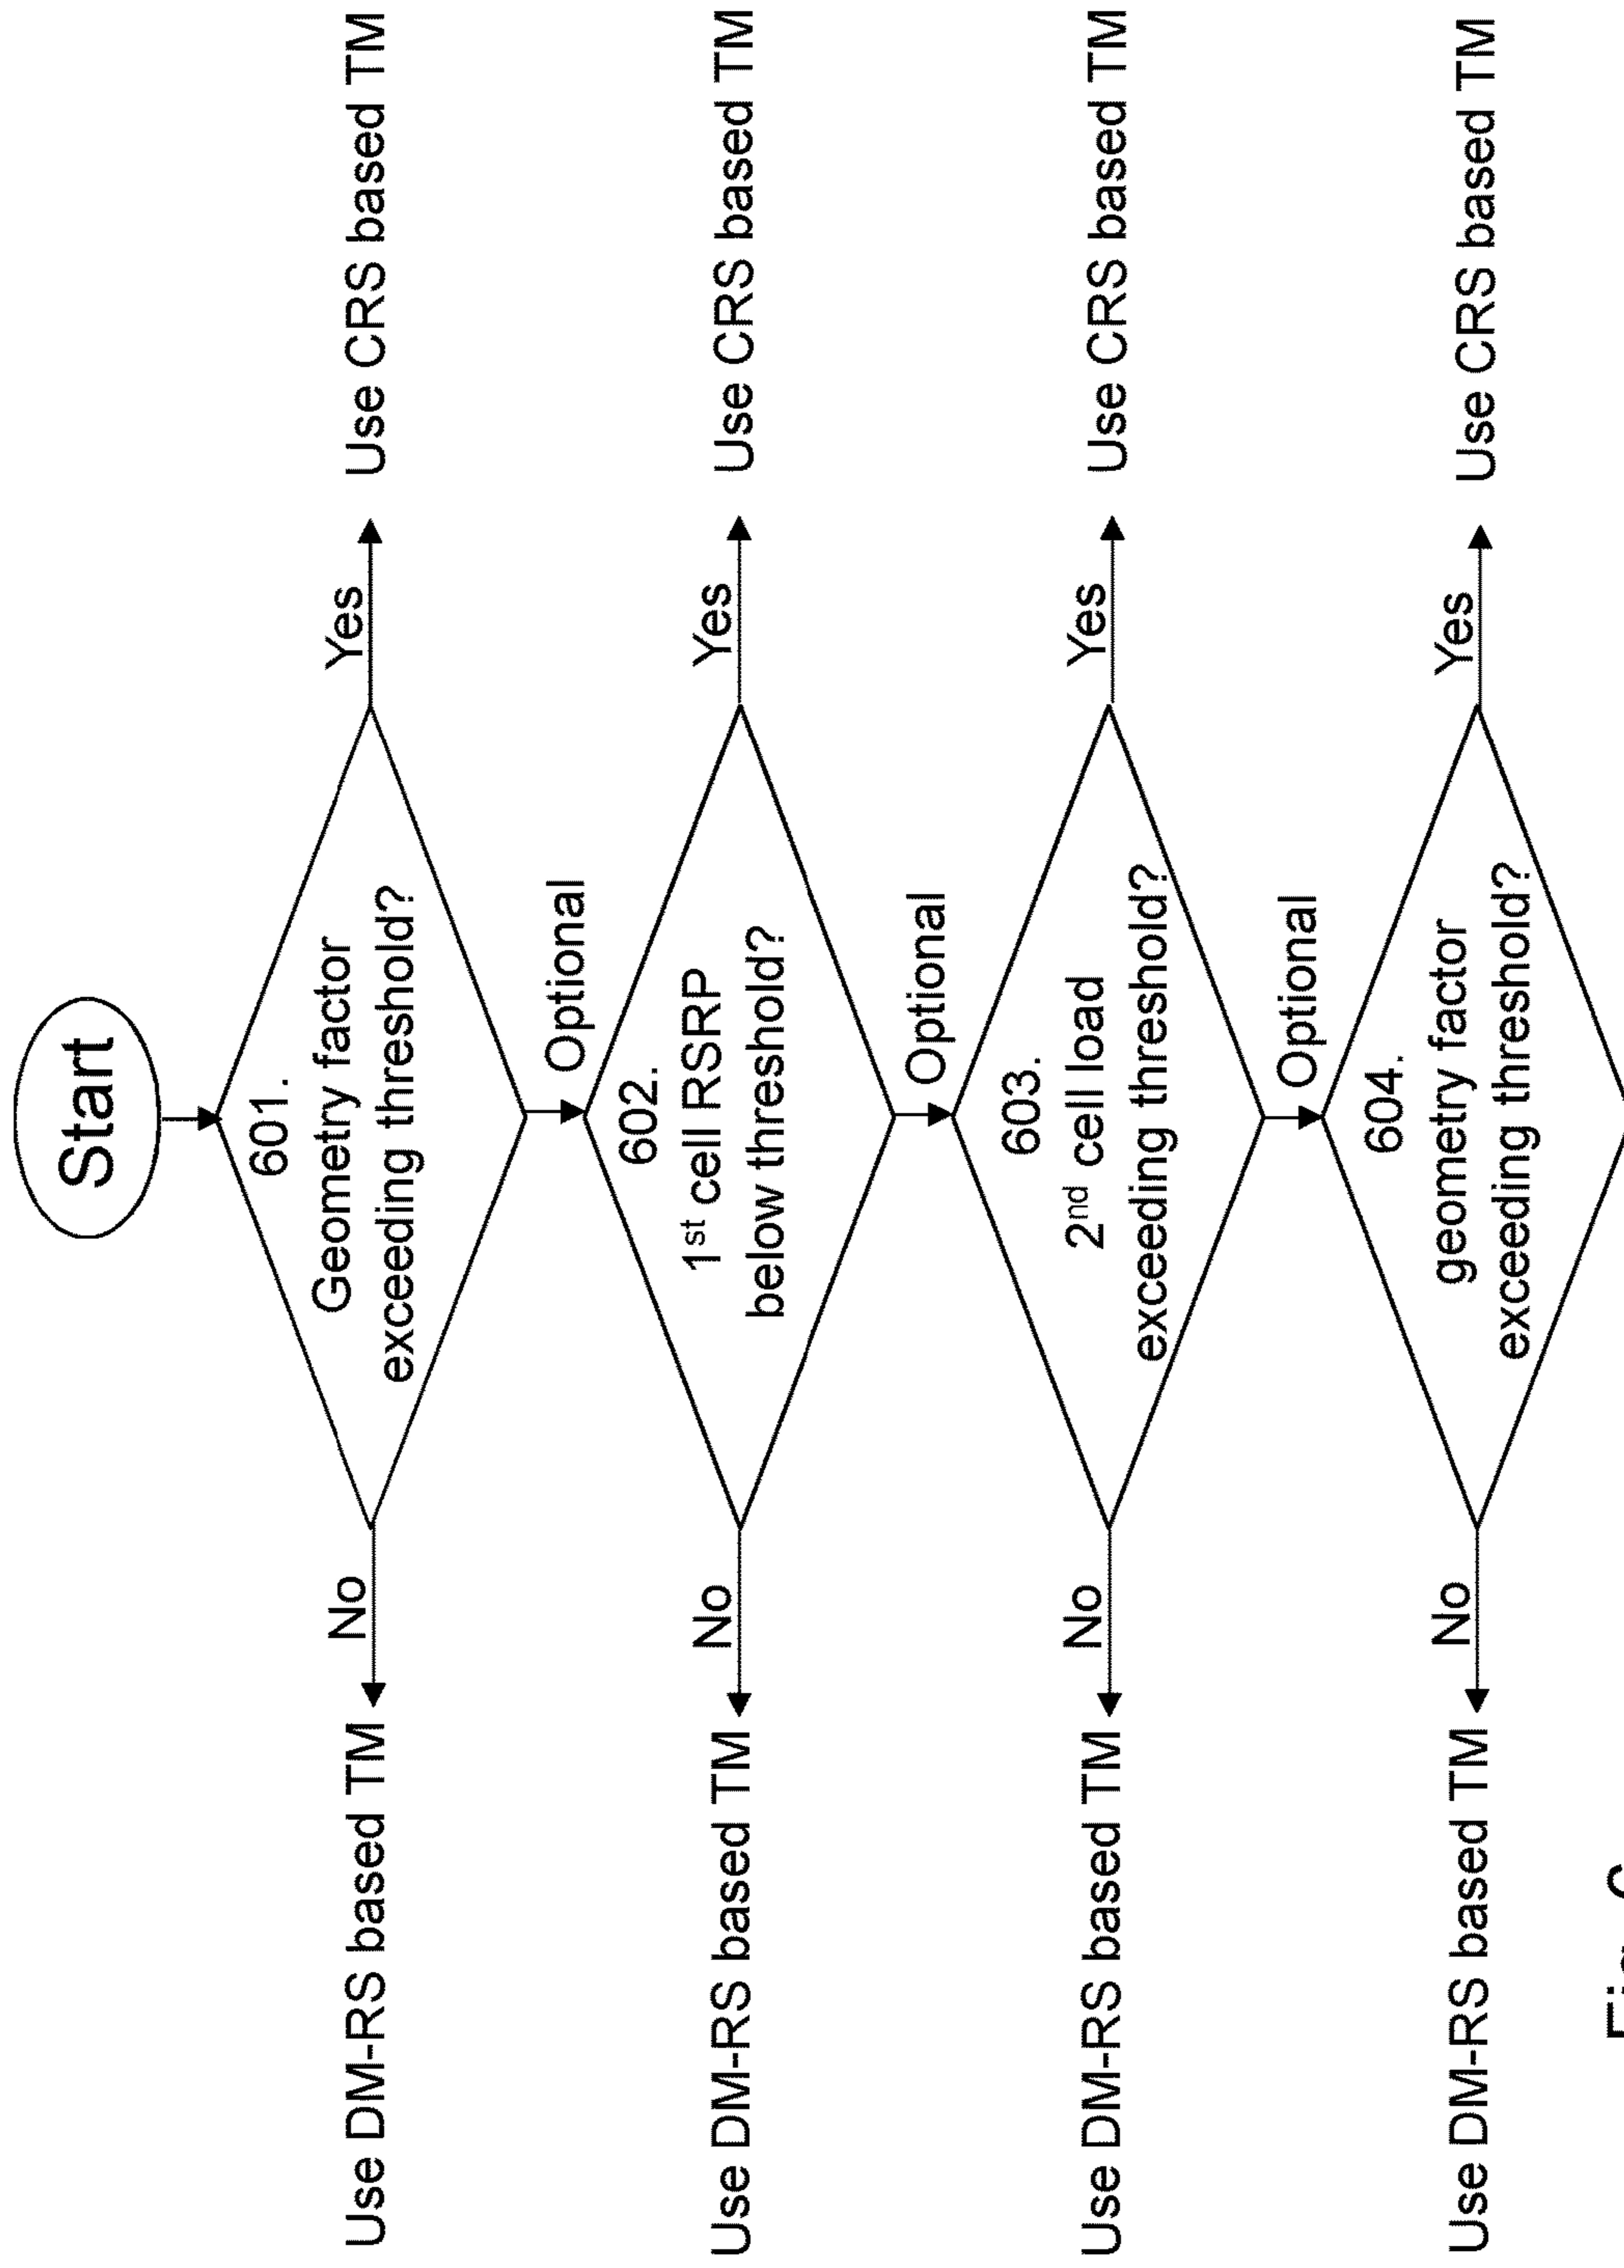 Start
601.
Geometry factor
exceeding threshold?
No
Yes
Use DM-RS based TM
Use CRS based TM
Optional
602.
1st cell RSRP
below threshold?
No
Yes
Use DM-RS based TM
Use CRS based TM
Optional
603.
2nd cell load
exceeding threshold?
No
Yes
Use DM-RS based TM
Use CRS based TM
Optional
604.
geometry factor
exceeding threshold?
No
Yes
Use DM-RS based TM
Use CRS based TM